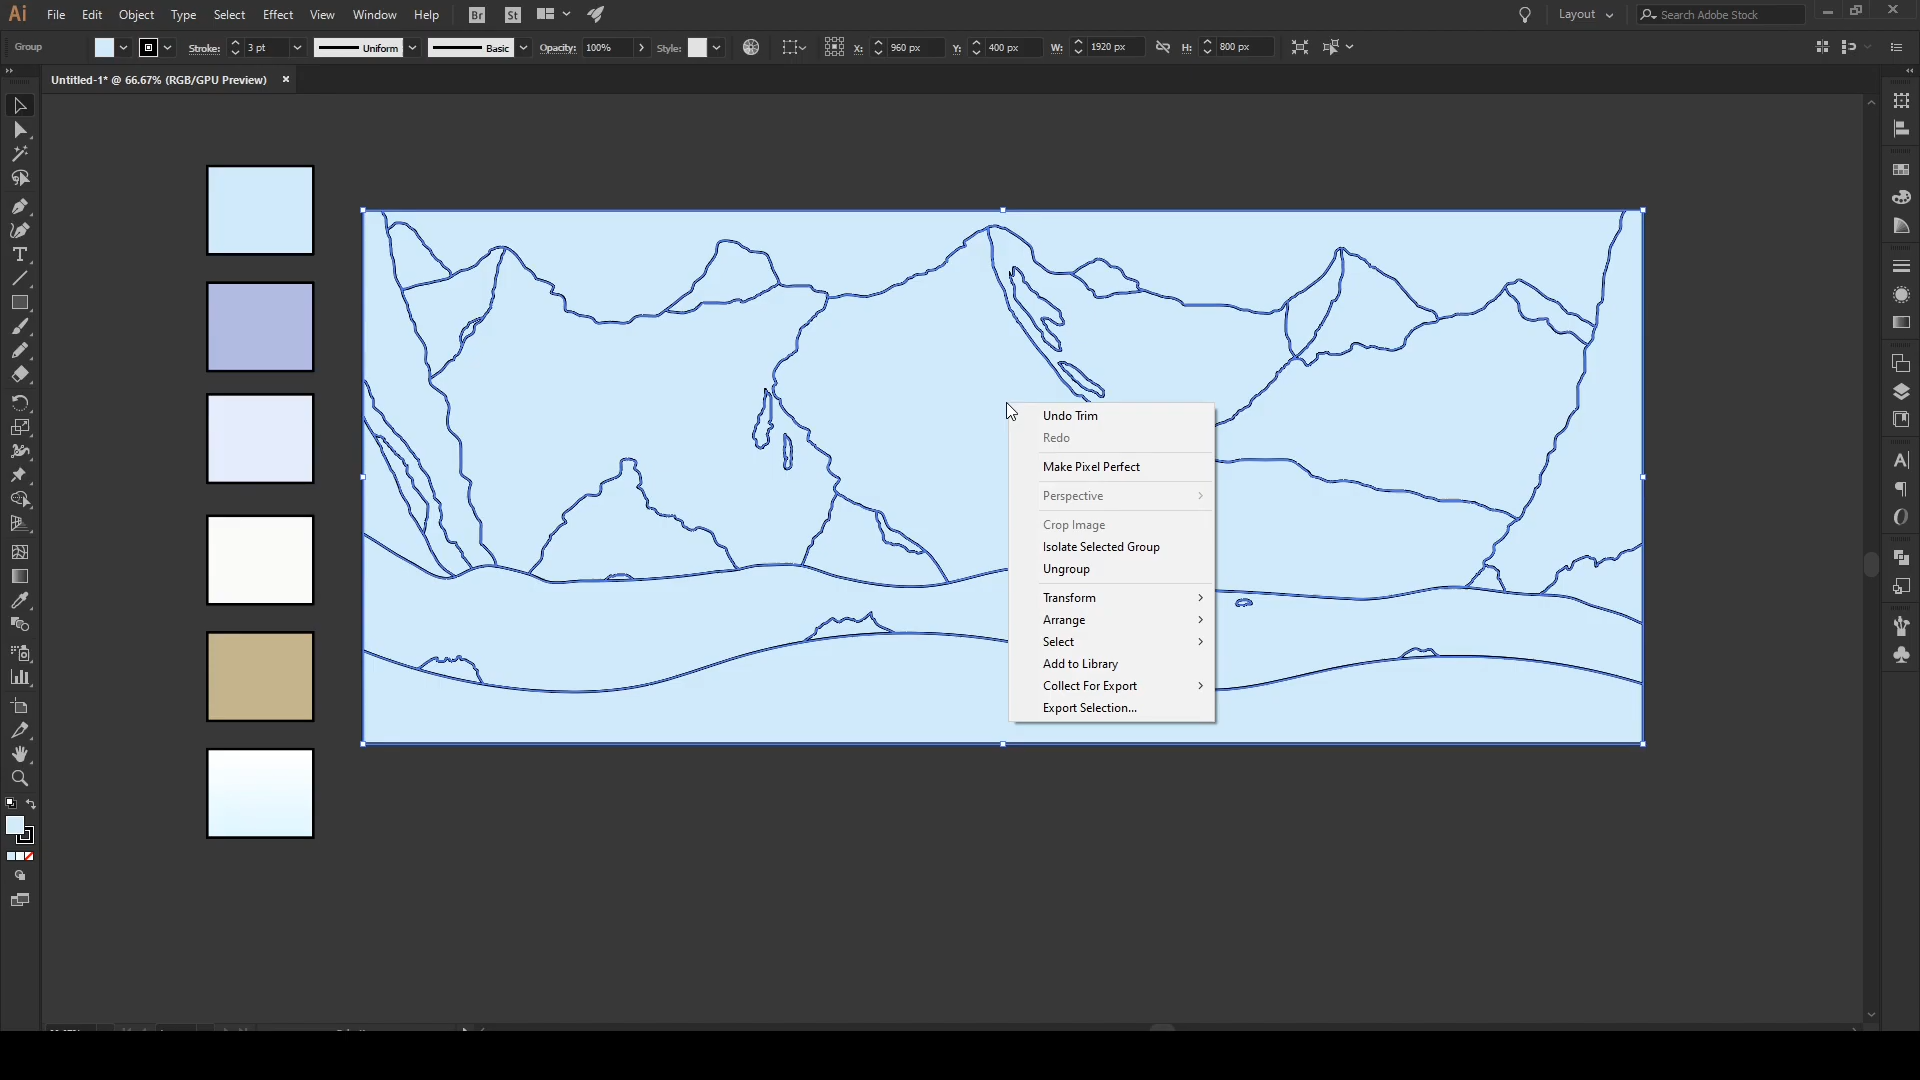 Ai File Edit Object Type Select Effect View Window Help Br St Layout Search Adobe Stock
Group Stroke: 3 pt Uniform Basic Opacity: 100% Style: X: 960 px Y: 400 px W: 1920 px H: 800 px
Untitled-1* @ 66.67% (RGB/GPU Preview)
Undo Trim
Redo
Make Pixel Perfect
Perspective
Crop Image
Isolate Selected Group
Ungroup
Transform
Arrange
Select
Add to Library
Collect For Export
Export Selection...